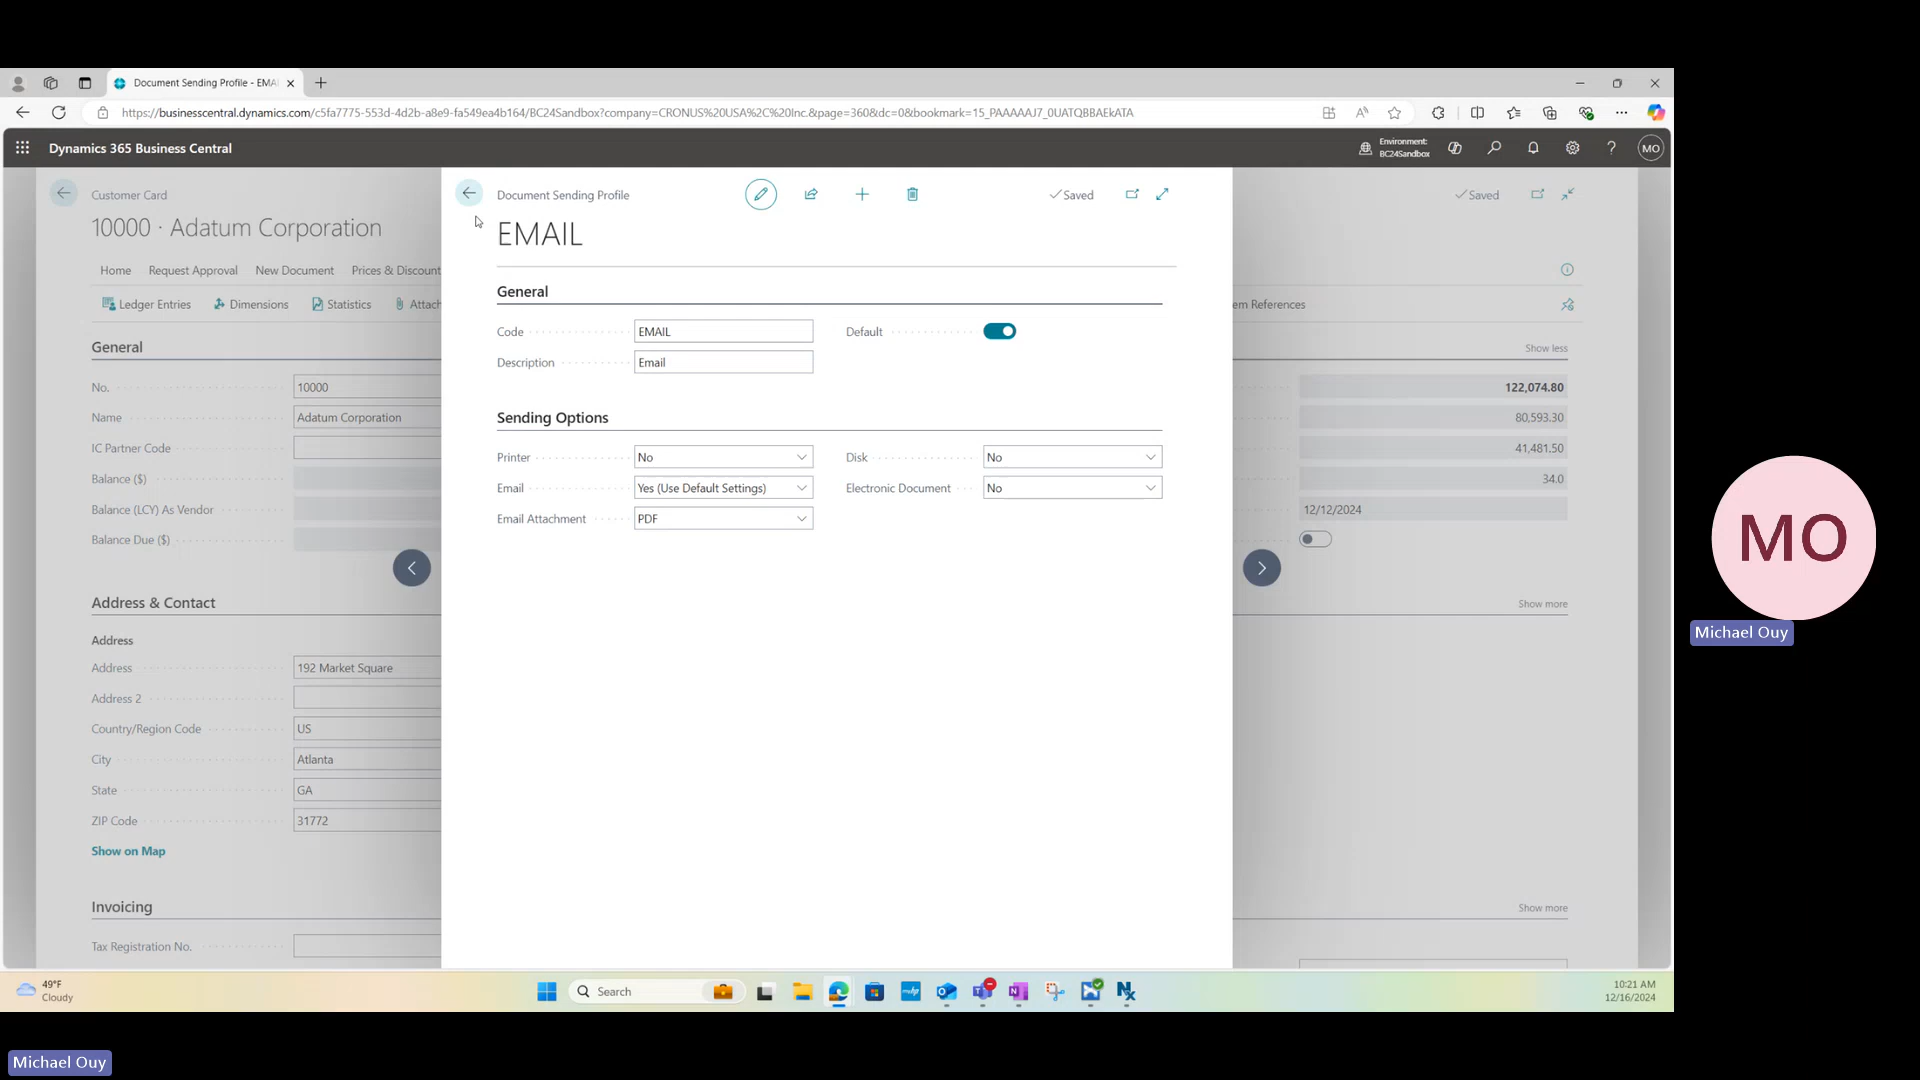 Document Sending Profile - EMA
https://businesscentral.dynamics.com/c5fa7775-553d-4d2b-a8e9-fa549ea4b164/BC24Sandbox?company=CRONUS%20USA%2C%20Inc.&page=360&dc=0&bookmark=15_PAAAAAJ7_0UATQBBAEkATA
Dynamics 365 Business Central
Environment:
BC24Sandbox
MO
Customer Card
Saved
10000 · Adatum Corporation
Home Request Approval New Document Prices & Discount
Ledger Entries Dimensions Statistics Attach
em References
General
Show less
No. 10000
122,074.80
Name Adatum Corporation
80,593.30
IC Partner Code
41,481.50
Balance ($)
34.0
Balance (LCY) As Vendor
12/12/2024
Balance Due ($)
Address & Contact
Show more
Address
Address 192 Market Square
Address 2
Country/Region Code US
City Atlanta
State GA
ZIP Code 31772
Show on Map
Invoicing
Show more
Tax Registration No.
Document Sending Profile
Saved
EMAIL
General
Code EMAIL Default
Description Email
Sending Options
Printer No Disk No
Email Yes (Use Default Settings) Electronic Document No
Email Attachment PDF
MO
Michael Ouy
49°F
Cloudy
Search
10:21 AM
12/16/2024
Michael Ouy